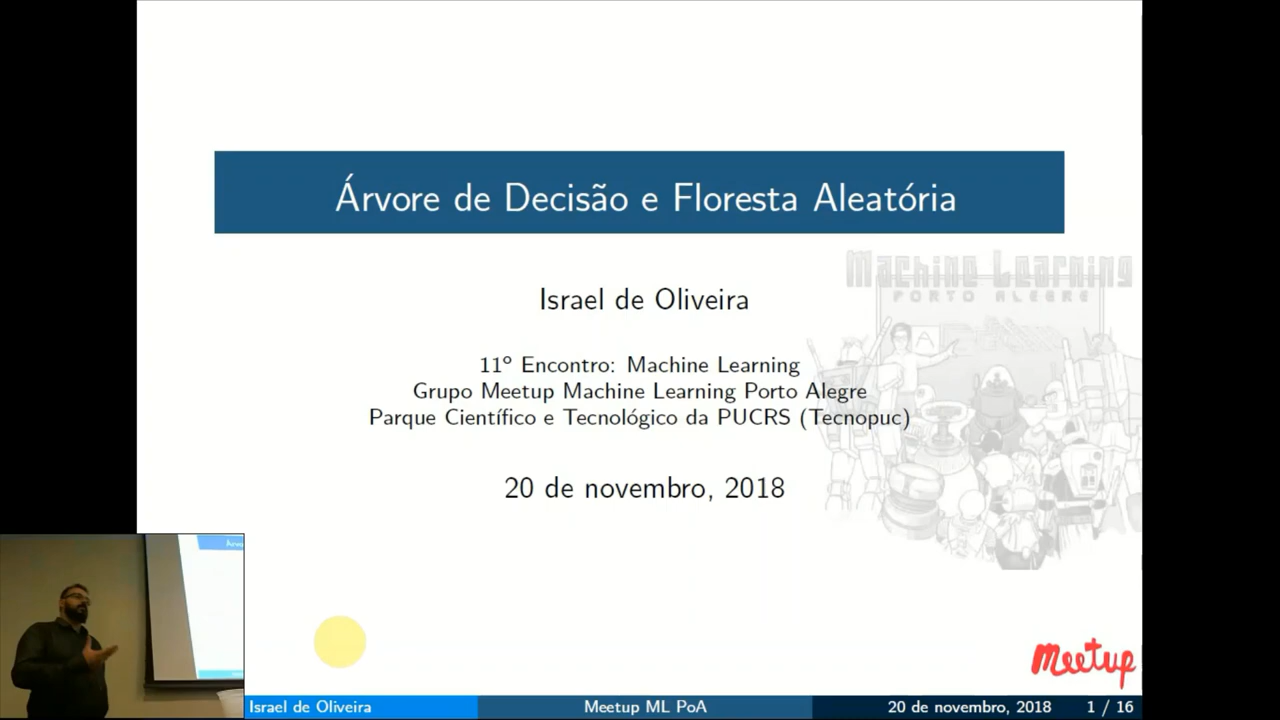 Árvore de Decisão e Floresta Aleatória
Machine Learning
PORTO ALEGRE
Israel de Oliveira
11º Encontro: Machine Learning
Grupo Meetup Machine Learning Porto Alegre
Parque Científico e Tecnológico da PUCRS (Tecnopuc)
20 de novembro, 2018
Meetup
Israel de Oliveira
Meetup ML PoA
20 de novembro, 2018
1 / 16